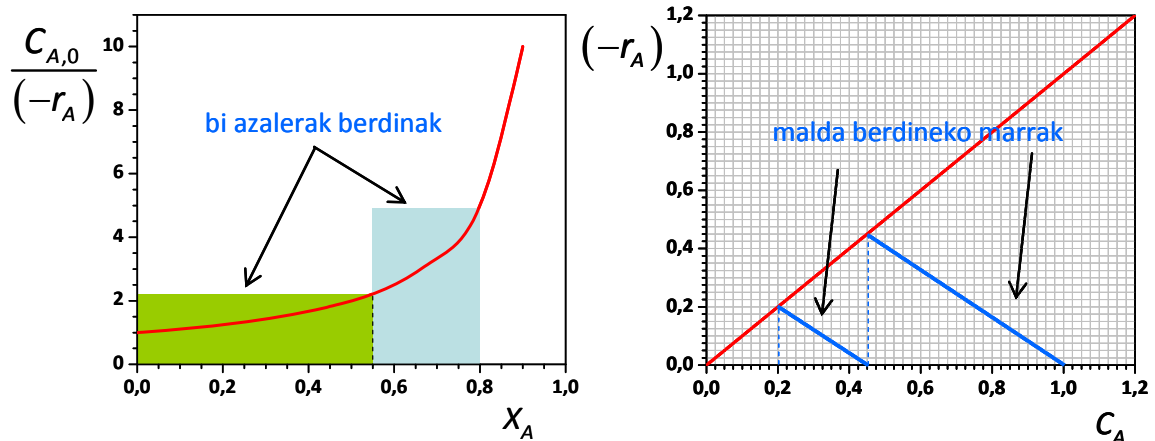 C_{A,0}
(-r_A)
10
8
6
4
2
0
bi azalerak berdinak
0,0 0,2 0,4 0,6 0,8 1,0
X_A
(-r_A)
1,2
1,0
0,8
0,6
0,4
0,2
0,0
malda berdineko marrak
0,0 0,2 0,4 0,6 0,8 1,0 1,2
C_A